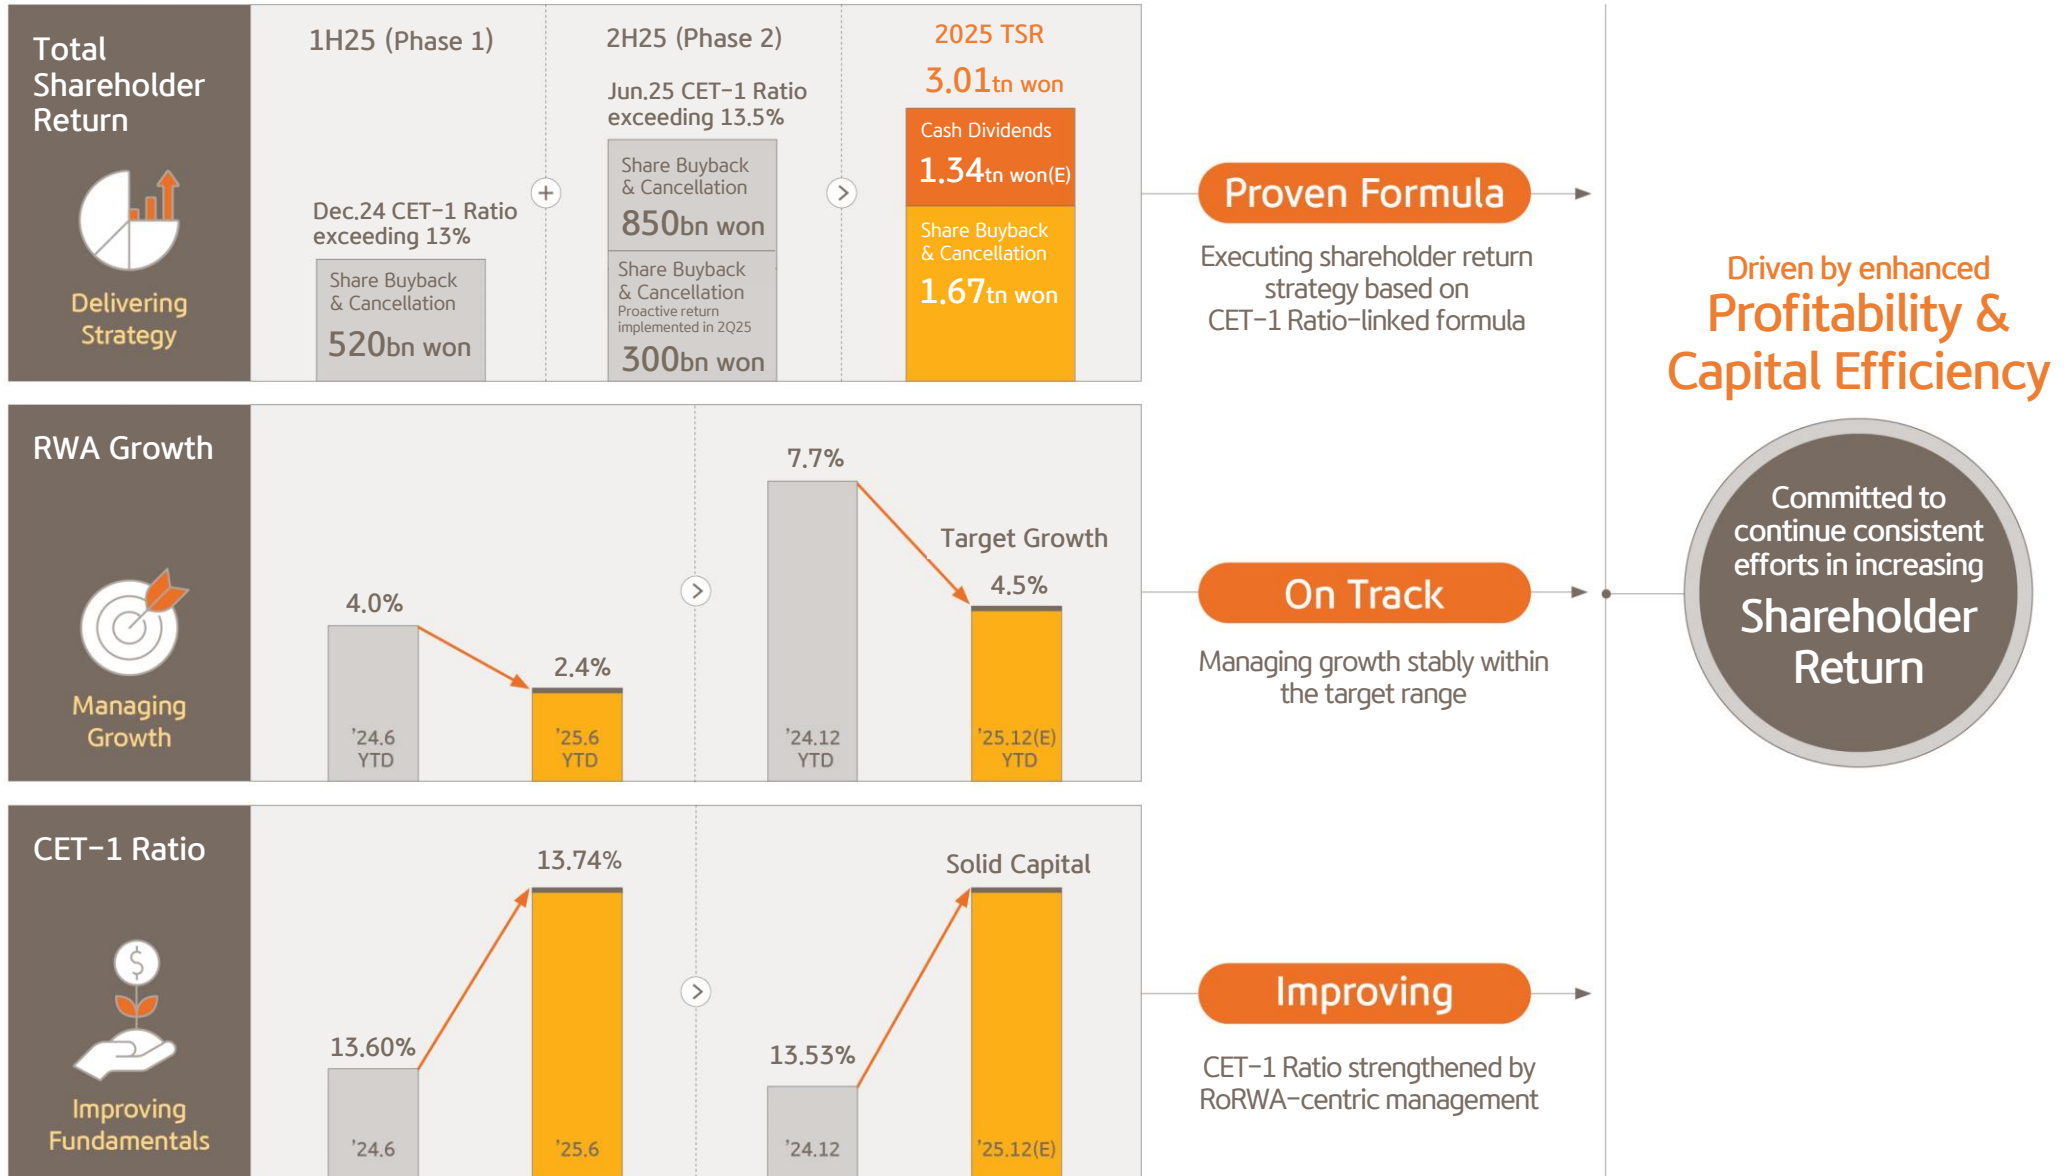 Total
Shareholder
Return
Delivering
Strategy
1H25 (Phase 1)
Dec.24 CET-1 Ratio
exceeding 13%
Share Buyback
& Cancellation
520bn won
+
2H25 (Phase 2)
Jun.25 CET-1 Ratio
exceeding 13.5%
Share Buyback
& Cancellation
850bn won
Share Buyback
& Cancellation
Proactive return
implemented in 2Q25
300bn won
2025 TSR
3.01tn won
Cash Dividends
1.34tn won(E)
Share Buyback
& Cancellation
1.67tn won
Proven Formula
Executing shareholder return
strategy based on
CET-1 Ratio-linked formula
RWA Growth
Managing
Growth
4.0%
'24.6
YTD
2.4%
'25.6
YTD
7.7%
'24.12
YTD
Target Growth
4.5%
'25.12(E)
YTD
On Track
Managing growth stably within
the target range
CET-1 Ratio
$
Improving
Fundamentals
13.60%
'24.6
13.74%
'25.6
13.53%
'24.12
Solid Capital
'25.12(E)
Improving
CET-1 Ratio strengthened by
RoRWA-centric management
Driven by enhanced
Profitability &
Capital Efficiency
Committed to
continue consistent
efforts in increasing
Shareholder
Return